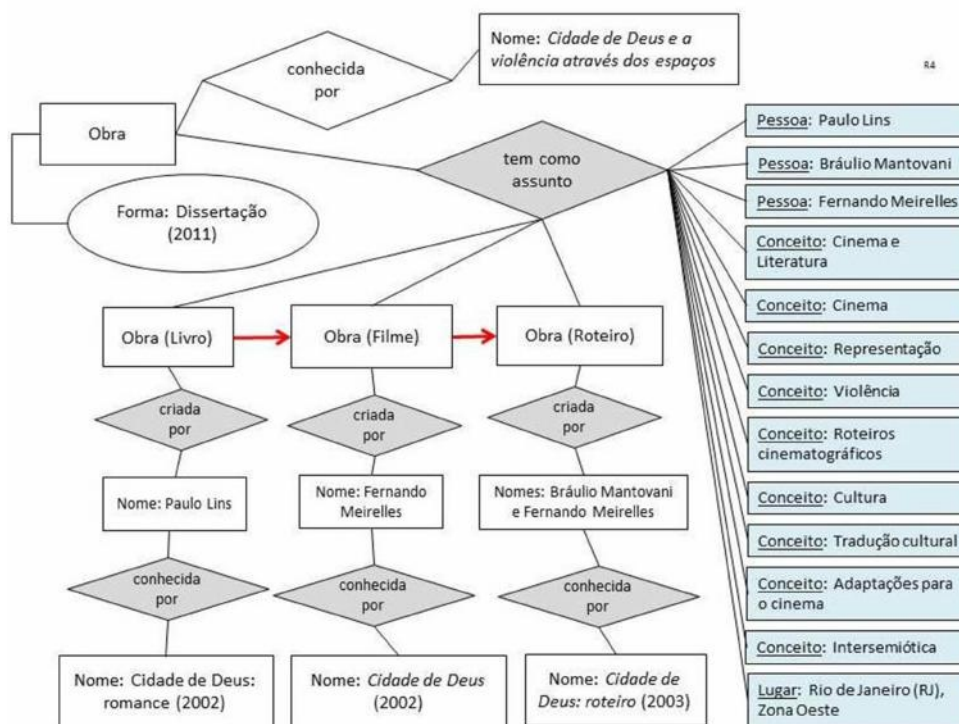 Nome: Cidade de Deus e a
violência através dos espaços
conhecida
por
R4
Obra
tem como
assunto
Forma: Dissertação
(2011)
Pessoa: Paulo Lins
Pessoa: Bráulio Mantovani
Pessoa: Fernando Meirelles
Conceito: Cinema e
Literatura
Conceito: Cinema
Conceito: Representação
Conceito: Violência
Conceito: Roteiros
cinematográficos
Conceito: Cultura
Conceito: Tradução cultural
Conceito: Adaptações para
o cinema
Conceito: Intersemiótica
Lugar: Rio de Janeiro (RJ),
Zona Oeste
Obra (Livro)
Obra (Filme)
Obra (Roteiro)
criada
por
criada
por
criada
por
Nome: Paulo Lins
Nome: Fernando
Meirelles
Nomes: Bráulio Mantovani
e Fernando Meirelles
conhecida
por
conhecida
por
conhecida
por
Nome: Cidade de Deus:
romance (2002)
Nome: Cidade de Deus
(2002)
Nome: Cidade de
Deus: roteiro (2003)